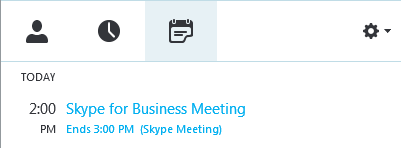 TODAY
2:00 Skype for Business Meeting
PM Ends 3:00 PM (Skype Meeting)